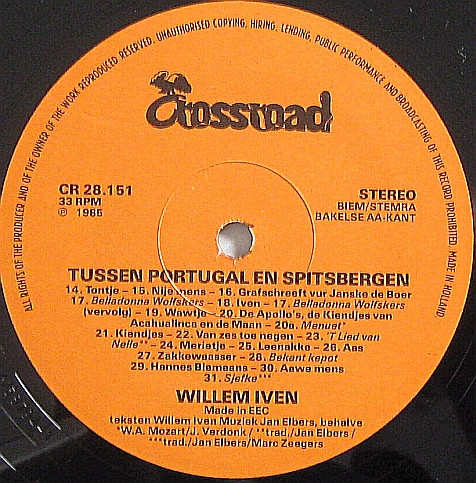 ALL RIGHTS OF THE PRODUCER AND OF THE OWNER OF THE WORK REPRODUCED RESERVED. UNAUTHORISED COPYING, HIRING, LENDING, PUBLIC PERFORMANCE AND BROADCASTING OF THIS RECORD PROHIBITED. MADE IN HOLLAND.
Crossroad
CR 28.151
33 RPM
℗ 1986
STEREO
BIEM/STEMRA
BAKELSE AA-KANT
TUSSEN PORTUGAL EN SPITSBERGEN
14. Tontje – 15. Nije mens – 16. Grafschreeft vur Janske de Boer
17. Belladonna Wolfskers – 18. Iven – 17. Belladonna Wolfskers
(vervolg) – 19. Wawtje – 20. De Apollo's, de Kiendjes van
Acahualinca en de Maan – 20a. Menuet*
21. Kiendjes – 22. Van zes toe negen – 23. 'T Lied van
Nelle** – 24. Merietje – 25. Leenakke – 26. Aas
27. Zakkewaasser – 28. Bekant kepot
29. Hannes Blomaans – 30. Aawe mens
31. Sjefke***
WILLEM IVEN
Made in EEC
teksten Willem Iven Muziek Jan Elbers, behalve
*W.A. Mozart/J. Verdonk / **trad./Jan Elbers /
***trad./Jan Elbers/Marc Zeegers